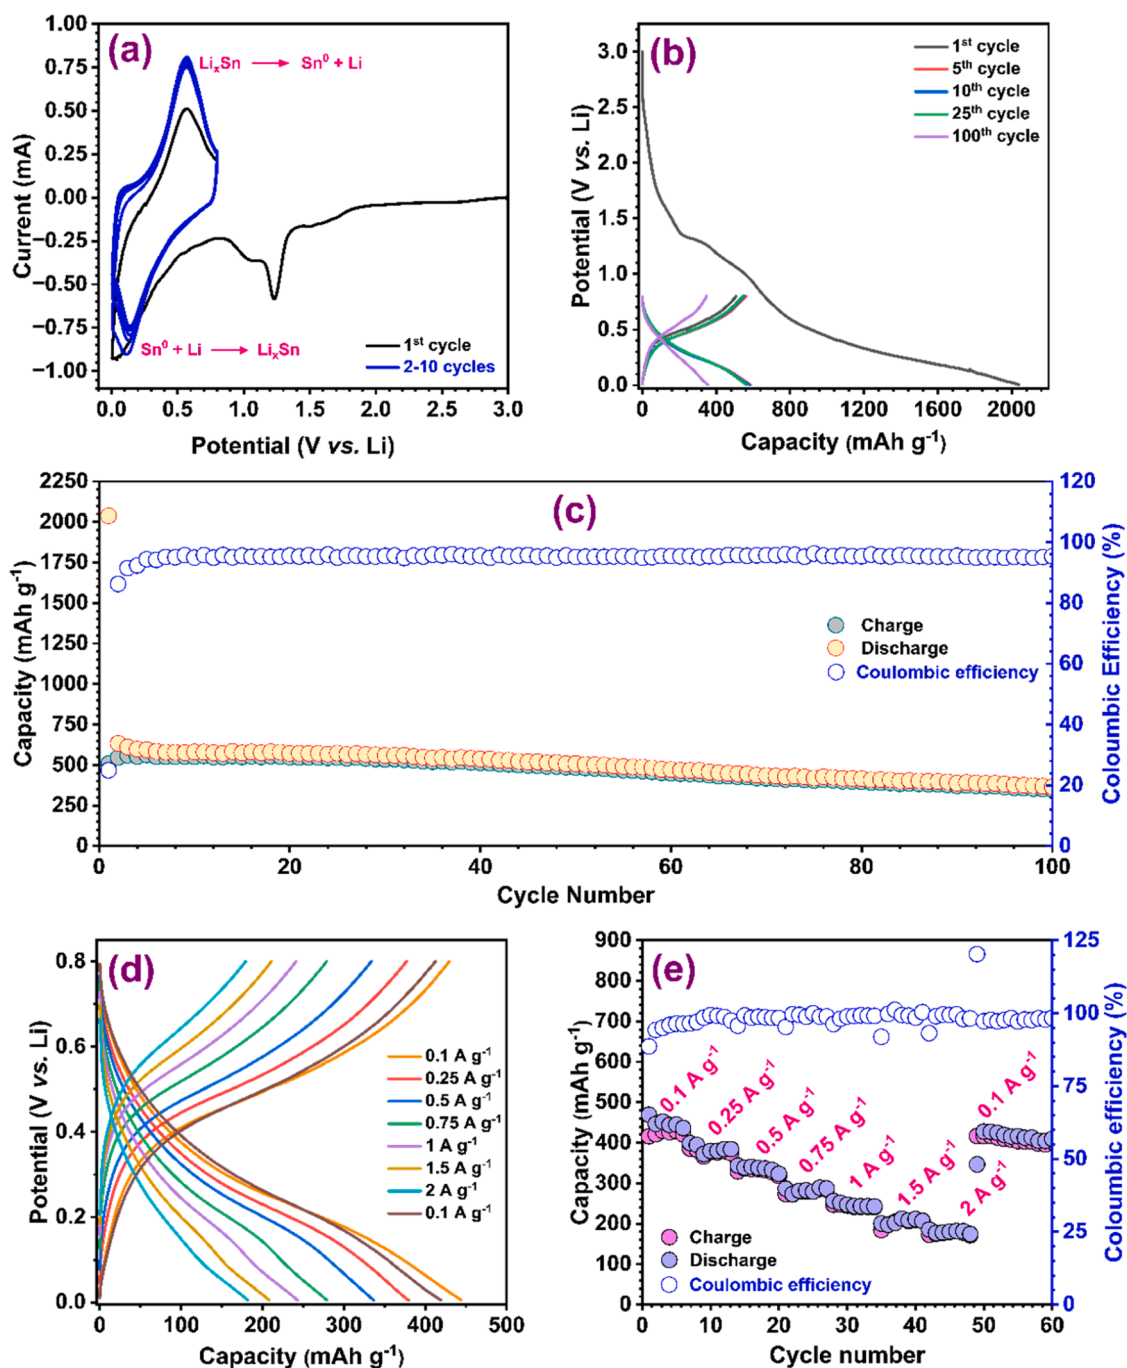 (a)
LiₓSn → Sn⁰ + Li
Sn⁰ + Li → LiₓSn
1ˢᵗ cycle
2-10 cycles
Current (mA)
1.00
0.75
0.50
0.25
0.00
−0.25
−0.50
−0.75
−1.00
0.0 0.5 1.0 1.5 2.0 2.5 3.0
Potential (V vs. Li)
(b)
1ˢᵗ cycle
5ᵗʰ cycle
10ᵗʰ cycle
25ᵗʰ cycle
100ᵗʰ cycle
Potential (V vs. Li)
3.0
2.5
2.0
1.5
1.0
0.5
0.0
0 400 800 1200 1600 2000
Capacity (mAh g⁻¹)
(c)
Capacity (mAh g⁻¹)
2250
2000
1750
1500
1250
1000
750
500
250
0
Charge
Discharge
Coulombic efficiency
120
100
80
60
40
20
0
Coloumbic Efficiency (%)
0 20 40 60 80 100
Cycle Number
(d)
Potential (V vs. Li)
0.8
0.6
0.4
0.2
0.0
0.1 A g⁻¹
0.25 A g⁻¹
0.5 A g⁻¹
0.75 A g⁻¹
1 A g⁻¹
1.5 A g⁻¹
2 A g⁻¹
0.1 A g⁻¹
0 100 200 300 400 500
Capacity (mAh g⁻¹)
(e)
Capacity (mAh g⁻¹)
900
800
700
600
500
400
300
200
100
0
0.1 A g⁻¹
0.25 A g⁻¹
0.5 A g⁻¹
0.75 A g⁻¹
1 A g⁻¹
1.5 A g⁻¹
2 A g⁻¹
0.1 A g⁻¹
Charge
Discharge
Coulombic efficiency
125
100
75
50
25
0
Coloumbic efficiency (%)
0 10 20 30 40 50 60
Cycle number